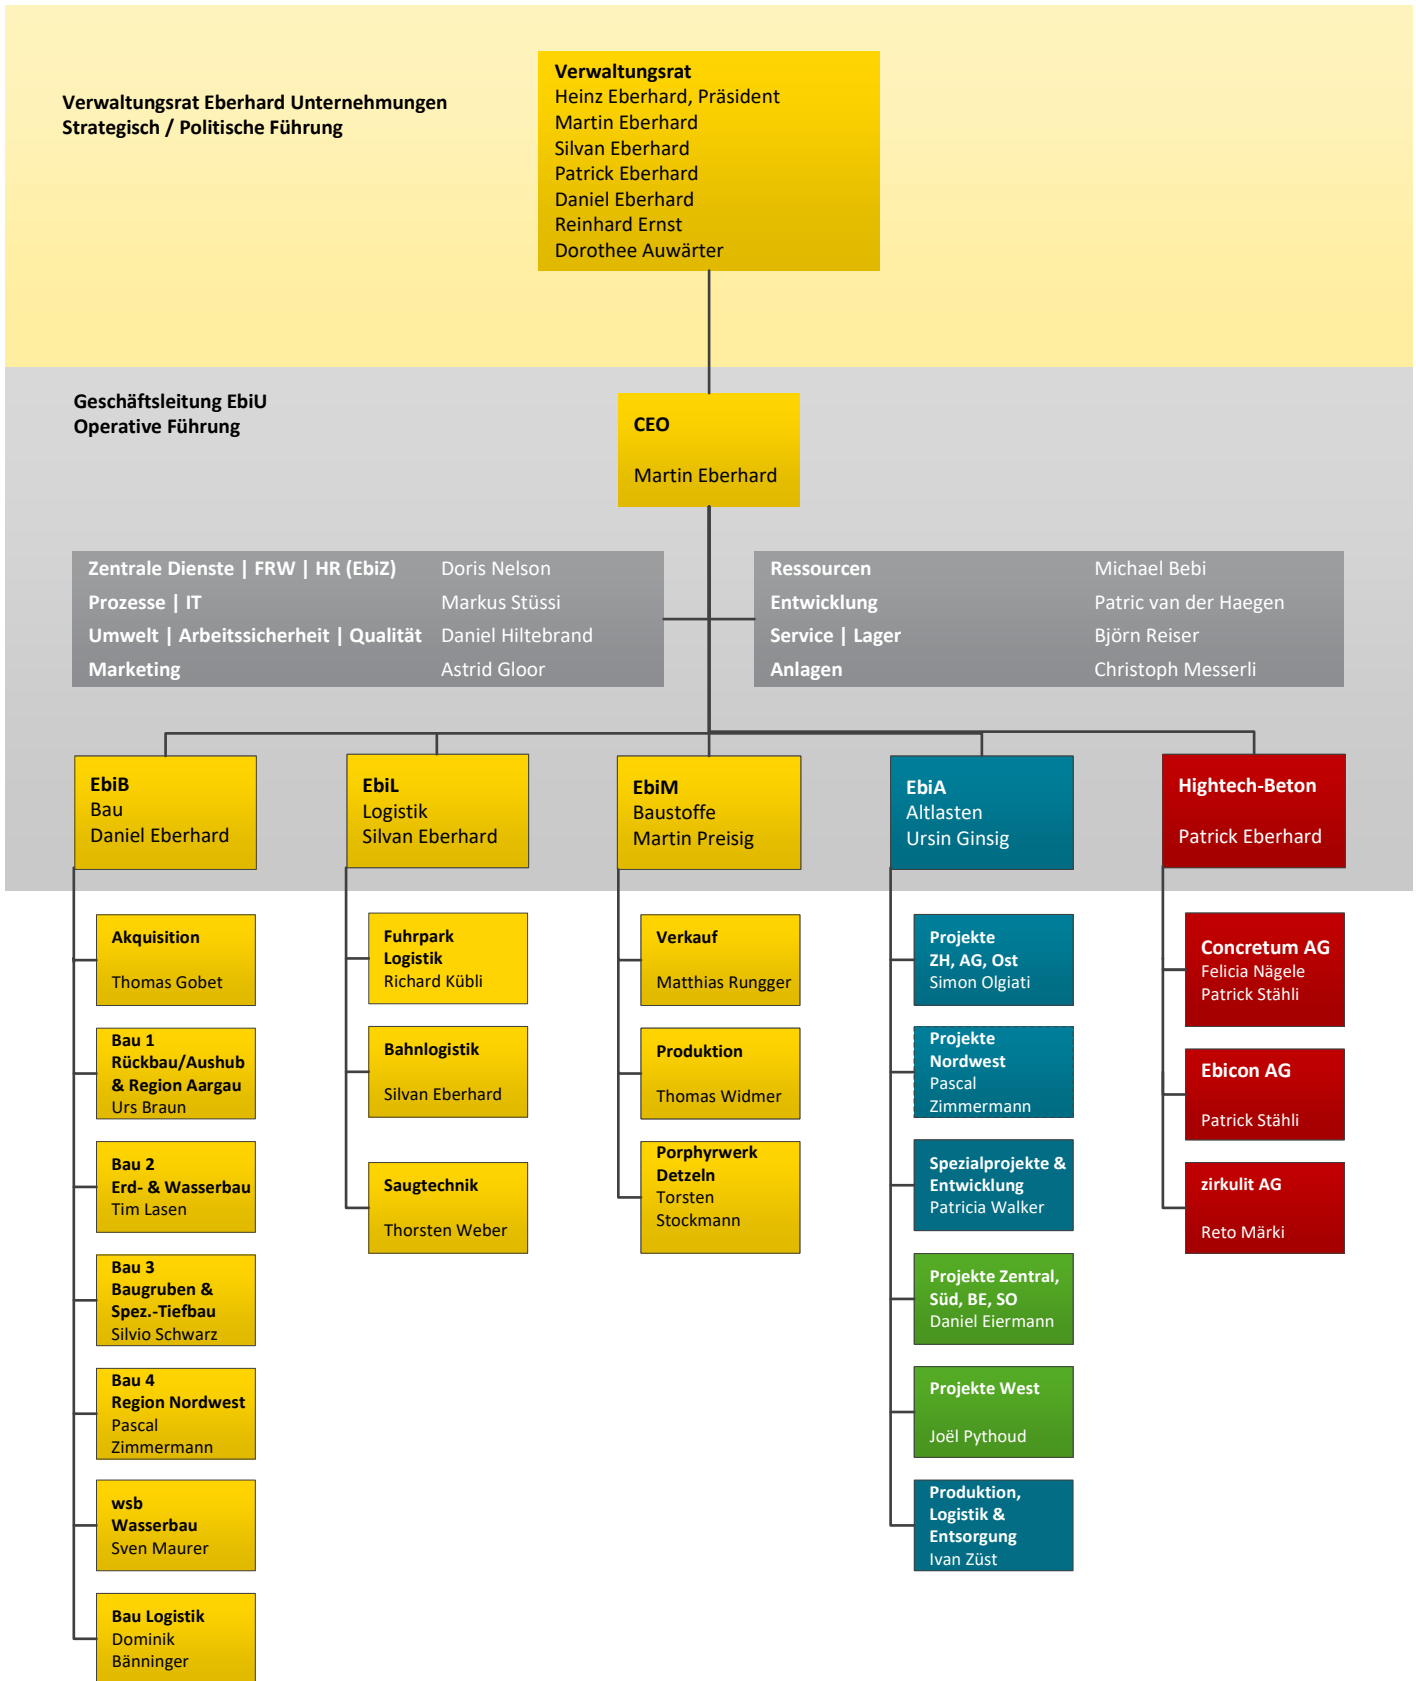 Verwaltungsrat Eberhard Unternehmungen
Strategisch / Politische Führung
Verwaltungsrat
Heinz Eberhard, Präsident
Martin Eberhard
Silvan Eberhard
Patrick Eberhard
Daniel Eberhard
Reinhard Ernst
Dorothee Auwärter
Geschäftsleitung EbiU
Operative Führung
CEO
Martin Eberhard
Zentrale Dienste | FRW | HR (EbiZ) Doris Nelson
Prozesse | IT Markus Stüssi
Umwelt | Arbeitssicherheit | Qualität Daniel Hiltebrand
Marketing Astrid Gloor
Ressourcen Michael Bebi
Entwicklung Patric van der Haegen
Service | Lager Björn Reiser
Anlagen Christoph Messerli
EbiB
Bau
Daniel Eberhard
EbiL
Logistik
Silvan Eberhard
EbiM
Baustoffe
Martin Preisig
EbiA
Altlasten
Ursin Ginsig
Hightech-Beton
Patrick Eberhard
Akquisition
Thomas Gobet
Bau 1
Rückbau/Aushub
& Region Aargau
Urs Braun
Bau 2
Erd- & Wasserbau
Tim Lasen
Bau 3
Baugruben &
Spez.-Tiefbau
Silvio Schwarz
Bau 4
Region Nordwest
Pascal
Zimmermann
wsb
Wasserbau
Sven Maurer
Bau Logistik
Dominik
Bänninger
Fuhrpark
Logistik
Richard Kübli
Bahnlogistik
Silvan Eberhard
Saugtechnik
Thorsten Weber
Verkauf
Matthias Rungger
Produktion
Thomas Widmer
Porphyrwerk
Detzeln
Torsten
Stockmann
Projekte
ZH, AG, Ost
Simon Olgiati
Projekte
Nordwest
Pascal
Zimmermann
Spezialprojekte &
Entwicklung
Patricia Walker
Projekte Zentral,
Süd, BE, SO
Daniel Eiermann
Projekte West
Joël Pythoud
Produktion,
Logistik &
Entsorgung
Ivan Züst
Concretum AG
Felicia Nägele
Patrick Stähli
Ebicon AG
Patrick Stähli
zirkulit AG
Reto Märki